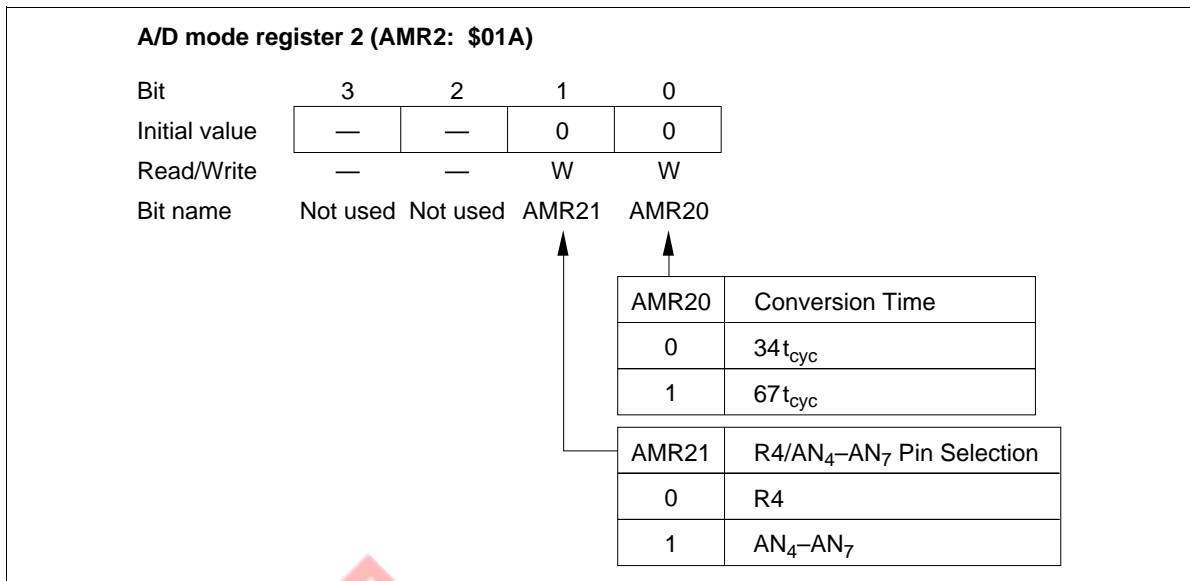 A/D mode register 2 (AMR2: $01A)
Bit 3 2 1 0
Initial value — — 0 0
Read/Write — — W W
Bit name Not used Not used AMR21 AMR20
AMR20 Conversion Time
0 34tcyc
1 67tcyc
AMR21 R4/AN4–AN7 Pin Selection
0 R4
1 AN4–AN7